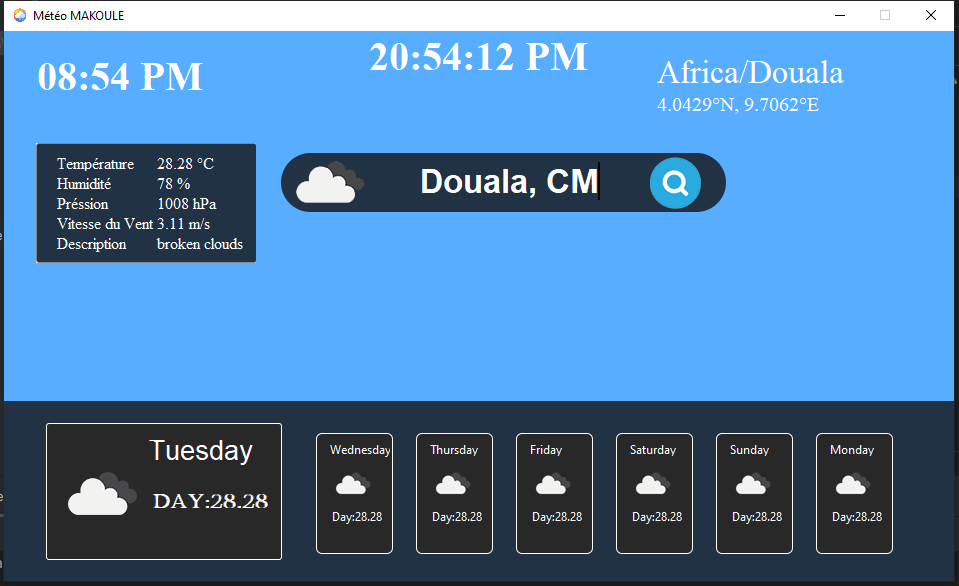 Météo MAKOULE
08:54 PM
20:54:12 PM
Africa/Douala
4.0429°N, 9.7062°E
Température 28.28 °C
Humidité 78 %
Préssion 1008 hPa
Vitesse du Vent 3.11 m/s
Description broken clouds
Douala, CM
Tuesday
DAY:28.28
Wednesday
Day:28.28
Thursday
Day:28.28
Friday
Day:28.28
Saturday
Day:28.28
Sunday
Day:28.28
Monday
Day:28.28